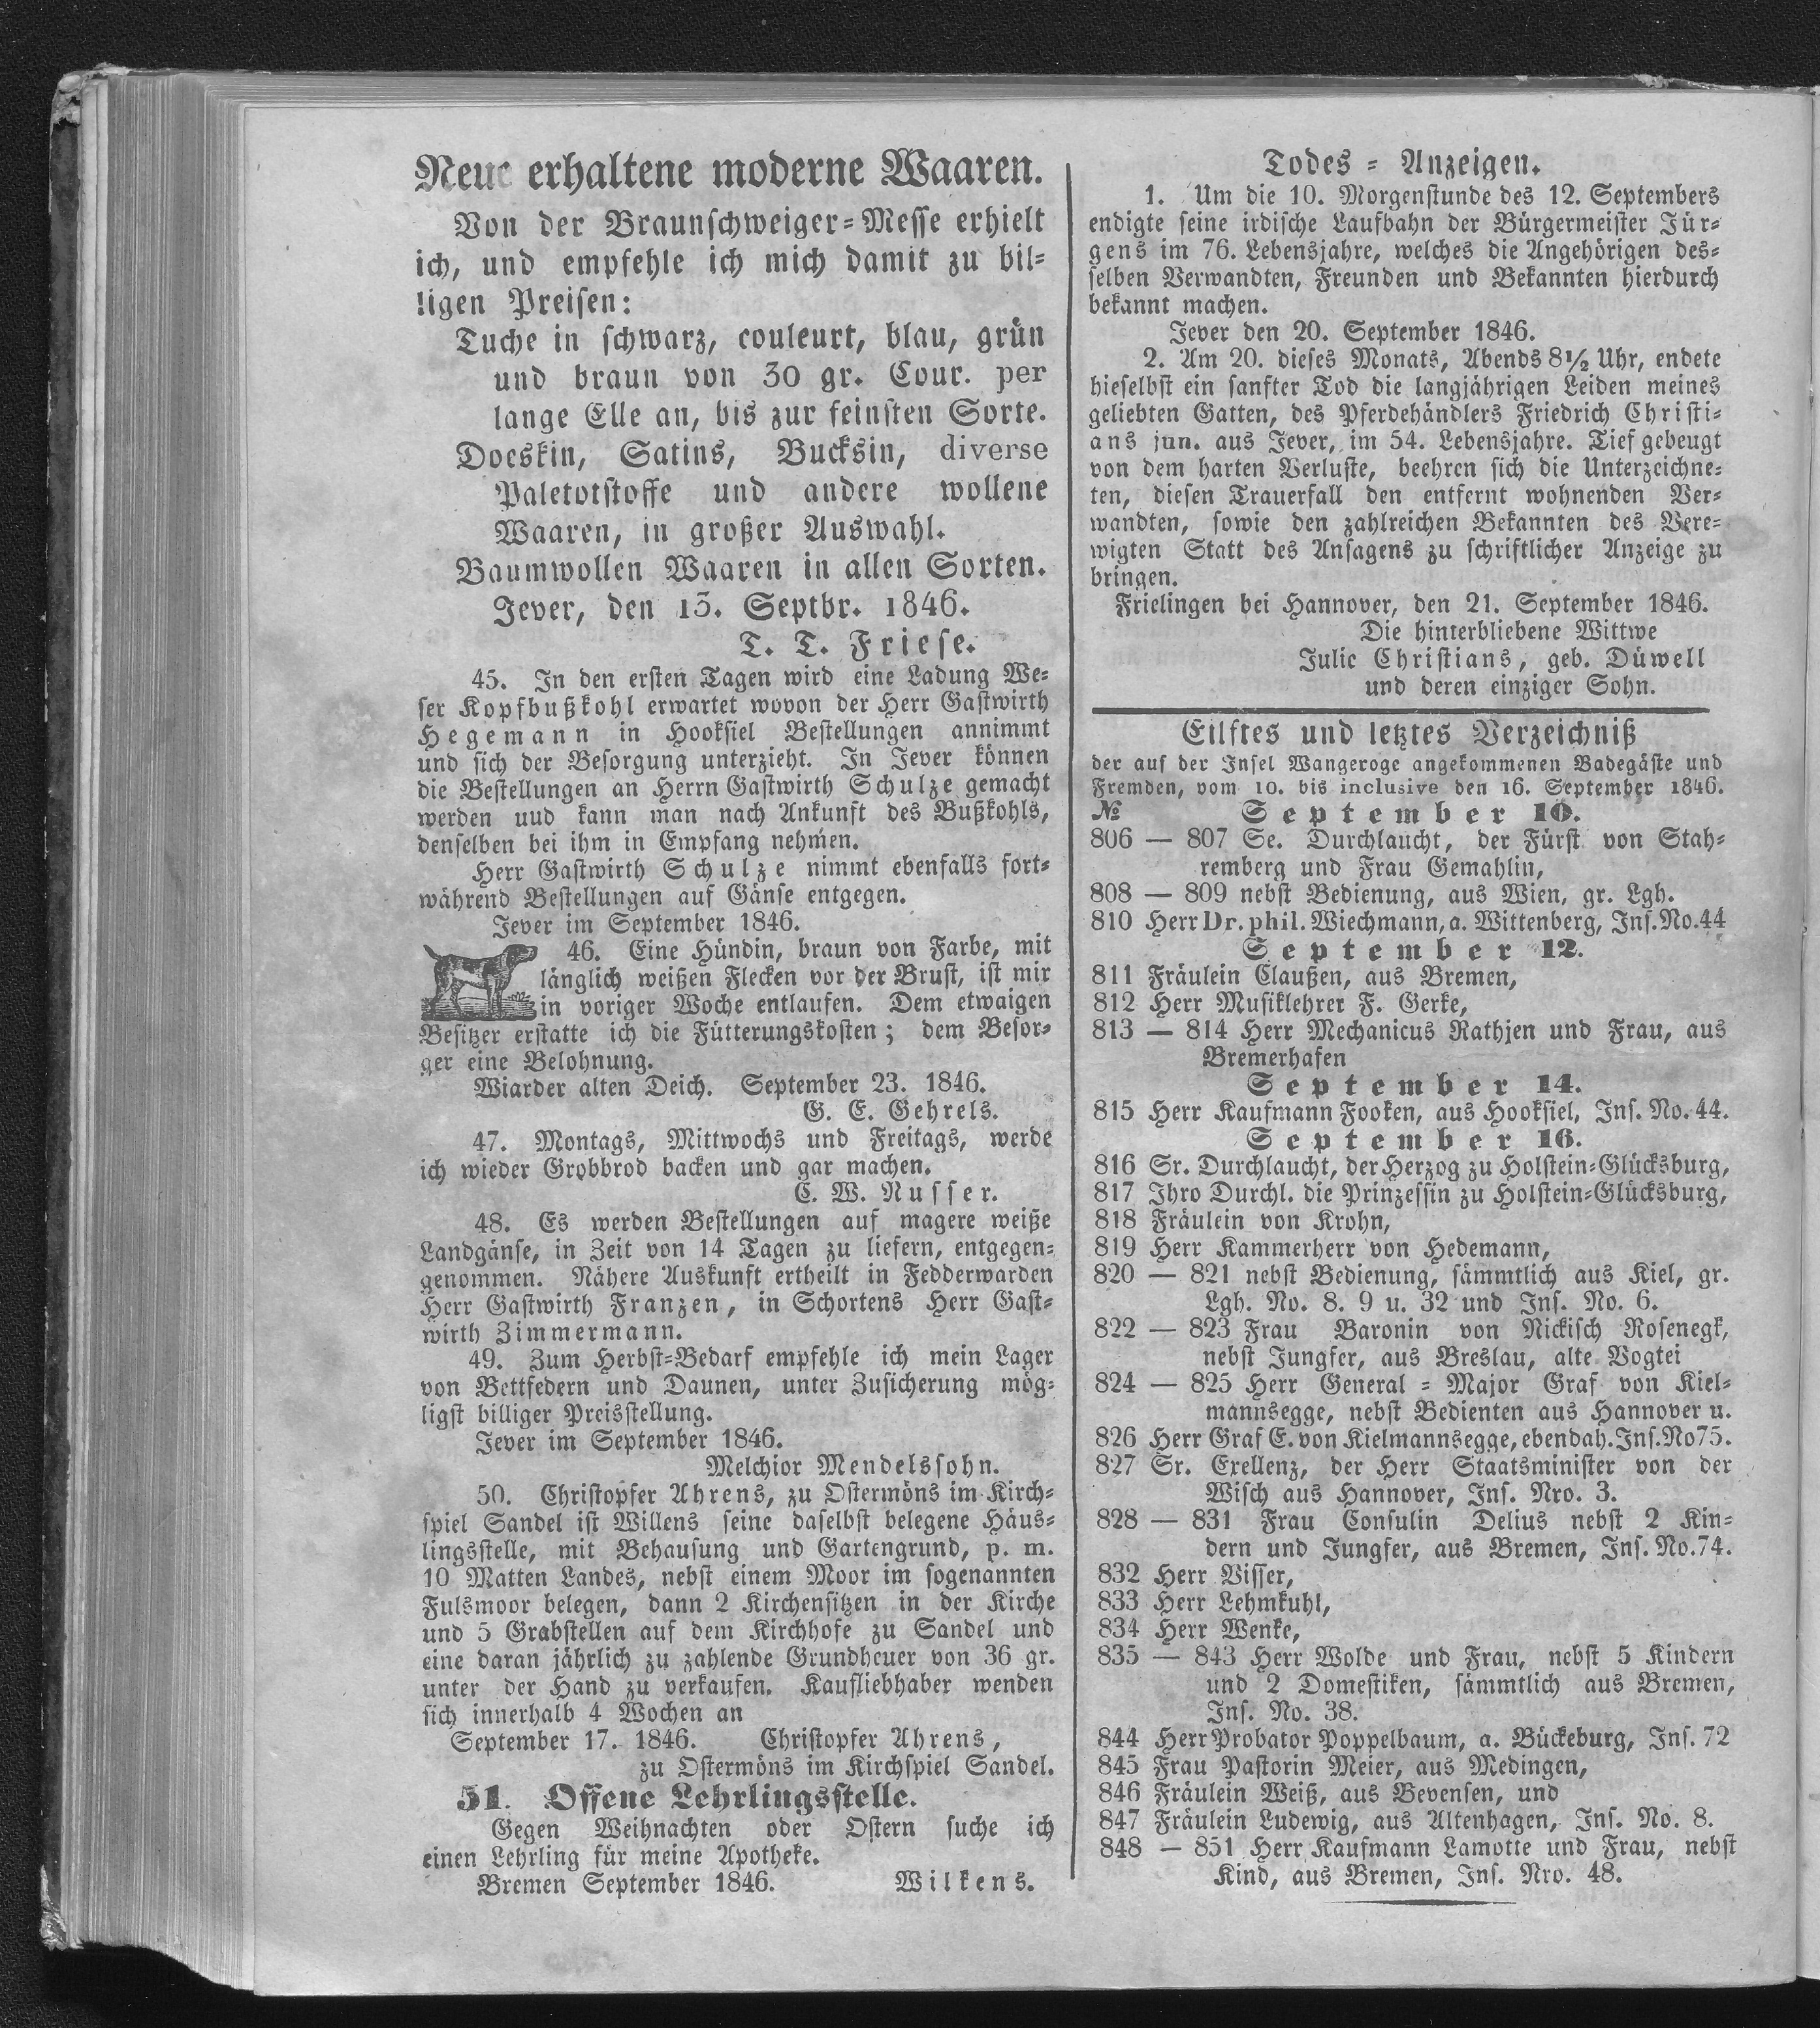 Neue erhaltene moderne Waaren.
Von der Braunschweiger=Messe erhielt
ich, und empfehle ich mich damit zu bil=
ligen Preisen:
Tuche in schwarz, couleurt, blau, grün
und braun von 30 gr. Cour. per
lange Elle an, bis zur feinsten Sorte.
Doeskin, Satins, Bucksin, diverse
Paletotstoffe und andere wollene
Waaren, in großer Auswahl.
Baumwollen Waaren in allen Sorten.
Jever, den 15. Septbr. 1846.
T. T. Friese.
45. In den ersten Tagen wird eine Ladung We=
ser Kopfbußkohl erwartet wovon der Herr Gastwirth
Hegemann in Hooksiel Bestellungen annimmt
und sich der Besorgung unterzieht. In Jever können
die Bestellungen an Herrn Gastwirth Schulze gemacht
werden uud kann man nach Ankunft des Bußkohls,
denselben bei ihm in Empfang nehmen.
Herr Gastwirth Schulze nimmt ebenfalls fort=
während Bestellungen auf Gänse entgegen.
Jever im September 1846.
46. Eine Hündin, braun von Farbe, mit
länglich weißen Flecken vor der Brust, ist mir
in voriger Woche entlaufen. Dem etwaigen
Besitzer erstatte ich die Fütterungskosten; dem Besor=
ger eine Belohnung.
Wiarder alten Deich. September 23. 1846.
G. E. Gehrels.
47. Montags, Mittwochs und Freitags, werde
ich wieder Grobbrod backen und gar machen.
C. W. Nusser.
48. Es werden Bestellungen auf magere weiße
Landgänse, in Zeit von 14 Tagen zu liefern, entgegen=
genommen. Nähere Auskunft ertheilt in Fedderwarden
Herr Gastwirth Franzen, in Schortens Herr Gast=
wirth Zimmermann.
49. Zum Herbst=Bedarf empfehle ich mein Lager
von Bettfedern und Daunen, unter Zusicherung mög=
ligst billiger Preisstellung.
Jever im September 1846.
Melchior Mendelssohn.
50. Christopfer Ahrens, zu Ostermöns im Kirch=
spiel Sandel ist Willens seine daselbst belegene Häus=
lingsstelle, mit Behausung und Gartengrund, p. m.
10 Matten Landes, nebst einem Moor im sogenannten
Fulsmoor belegen, dann 2 Kirchensitzen in der Kirche
und 5 Grabstellen auf dem Kirchhofe zu Sandel und
eine daran jährlich zu zahlende Grundheuer von 36 gr.
unter der Hand zu verkaufen. Kaufliebhaber wenden
sich innerhalb 4 Wochen an
September 17. 1846. Christopfer Ahrens,
zu Ostermöns im Kirchspiel Sandel.
51. Offene Lehrlingsstelle.
Gegen Weihnachten oder Ostern suche ich
einen Lehrling für meine Apotheke.
Bremen September 1846. Wilkens.
Todes = Anzeigen.
1. Um die 10. Morgenstunde des 12. Septembers
endigte seine irdische Laufbahn der Bürgermeister Jür=
gens im 76. Lebensjahre, welches die Angehörigen des=
selben Verwandten, Freunden und Bekannten hierdurch
bekannt machen.
Jever den 20. September 1846.
2. Am 20. dieses Monats, Abends 8½ Uhr, endete
hieselbst ein sanfter Tod die langjährigen Leiden meines
geliebten Gatten, des Pferdehändlers Friedrich Christi=
ans jun. aus Jever, im 54. Lebensjahre. Tief gebeugt
von dem harten Verluste, beehren sich die Unterzeichne=
ten, diesen Trauerfall den entfernt wohnenden Ver=
wandten, sowie den zahlreichen Bekannten des Vere=
wigten Statt des Ansagens zu schriftlicher Anzeige zu
bringen.
Frielingen bei Hannover, den 21. September 1846.
Die hinterbliebene Wittwe
Julie Christians, geb. Düwell
und deren einziger Sohn.
Eilftes und letztes Verzeichniß
der auf der Insel Wangeroge angekommenen Badegäste und
Fremden, vom 10. bis inclusive den 16. September 1846.
№ September 10.
806 — 807 Se. Durchlaucht, der Fürst von Stah=
remberg und Frau Gemahlin,
808 — 809 nebst Bedienung, aus Wien, gr. Lgh.
810 Herr Dr. phil. Wiechmann, a. Wittenberg, Ins. No. 44
September 12.
811 Fräulein Claußen, aus Bremen,
812 Herr Musiklehrer F. Gerke,
813 — 814 Herr Mechanicus Rathjen und Frau, aus
Bremerhafen
September 14.
815 Herr Kaufmann Fooken, aus Hooksiel, Ins. No. 44.
September 16.
816 Sr. Durchlaucht, der Herzog zu Holstein=Glücksburg,
817 Ihro Durchl. die Prinzessin zu Holstein=Glücksburg,
818 Fräulein von Krohn,
819 Herr Kammerherr von Hedemann,
820 — 821 nebst Bedienung, sämmtlich aus Kiel, gr.
Lgh. No. 8. 9 u. 32 und Ins. No. 6.
822 — 823 Frau Baronin von Nickisch Rosenegk,
nebst Jungfer, aus Breslau, alte Vogtei
824 — 825 Herr General = Major Graf von Kiel=
mannsegge, nebst Bedienten aus Hannover u.
826 Herr Graf E. von Kielmannsegge, ebendah. Ins. No 75.
827 Sr. Exellenz, der Herr Staatsminister von der
Wisch aus Hannover, Ins. Nro. 3.
828 — 831 Frau Consulin Delius nebst 2 Kin=
dern und Jungfer, aus Bremen, Ins. No. 74.
832 Herr Visser,
833 Herr Lehmkuhl,
834 Herr Wenke,
835 — 843 Herr Wolde und Frau, nebst 5 Kindern
und 2 Domestiken, sämmtlich aus Bremen,
Ins. No. 38.
844 Herr Probator Poppelbaum, a. Bückeburg, Ins. 72
845 Frau Pastorin Meier, aus Medingen,
846 Fräulein Weiß, aus Bevensen, und
847 Fräulein Ludewig, aus Altenhagen, Ins. No. 8.
848 — 851 Herr Kaufmann Lamotte und Frau, nebst
Kind, aus Bremen, Ins. Nro. 48.